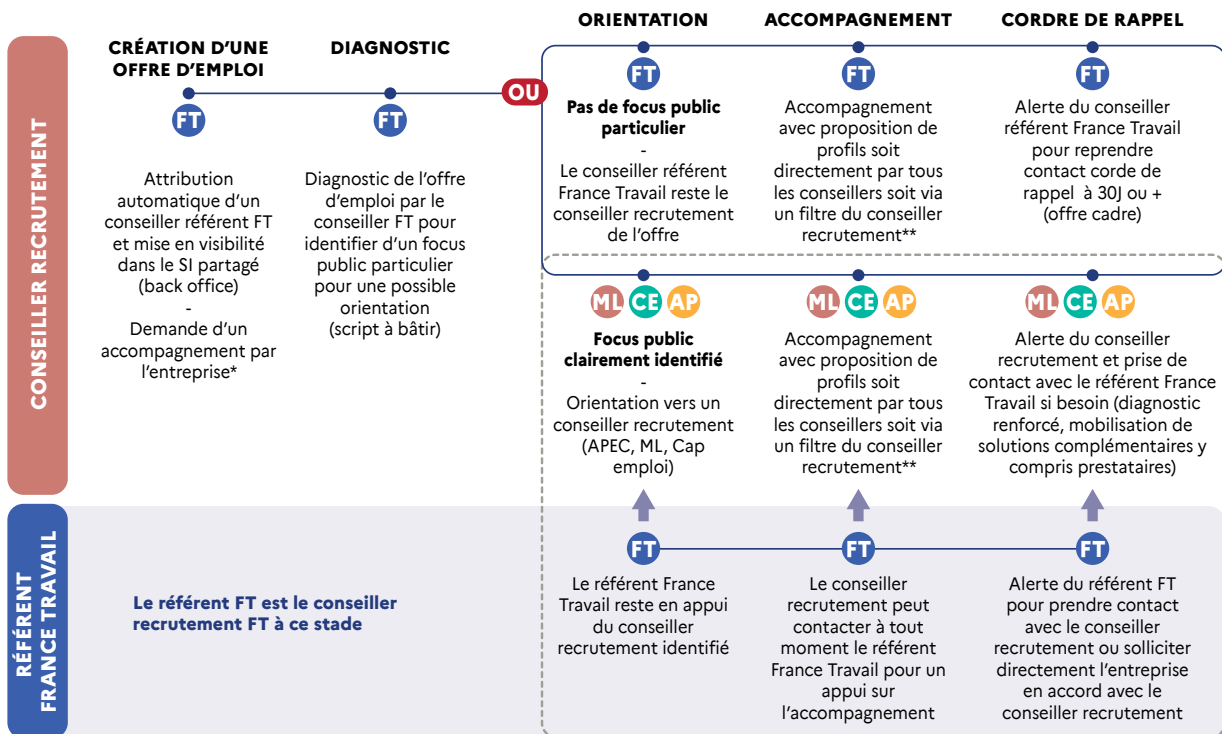 ORIENTATION
ACCOMPAGNEMENT
CORDRE DE RAPPEL
CONSEILLER RECRUTEMENT
CRÉATION D'UNE
OFFRE D'EMPLOI
FT
Attribution
automatique d'un
conseiller référent FT
et mise en visibilité
dans le SI partagé
(back office)
-
Demande d'un
accompagnement par
l'entreprise*
DIAGNOSTIC
FT
Diagnostic de l'offre
d'emploi par le
conseiller FT pour
identifier d'un focus
public particulier
pour une possible
orientation
(script à bâtir)
OU
FT
Pas de focus public
particulier
-
Le conseiller référent
France Travail reste le
conseiller recrutement
de l'offre
FT
Accompagnement
avec proposition de
profils soit
directement par tous
les conseillers soit via
un filtre du conseiller
recrutement**
FT
Alerte du conseiller
référent France Travail
pour reprendre
contact corde de
rappel à 30J ou +
(offre cadre)
ML CE AP
Focus public
clairement identifié
-
Orientation vers un
conseiller recrutement
(APEC, ML, Cap
emploi)
ML CE AP
Accompagnement
avec proposition de
profils soit
directement par tous
les conseillers soit via
un filtre du conseiller
recrutement**
ML CE AP
Alerte du conseiller
recrutement et prise de
contact avec le référent France
Travail si besoin (diagnostic
renforcé, mobilisation de
solutions complémentaires y
compris prestataires)
RÉFÉRENT
FRANCE TRAVAIL
Le référent FT est le conseiller
recrutement FT à ce stade
FT
Le référent France
Travail reste en appui
du conseiller
recrutement identifié
FT
Le conseiller
recrutement peut
contacter à tout
moment le référent
France Travail pour un
appui sur
l'accompagnement
FT
Alerte du référent FT
pour prendre contact
avec le conseiller
recrutement ou solliciter
directement l'entreprise
en accord avec le
conseiller recrutement